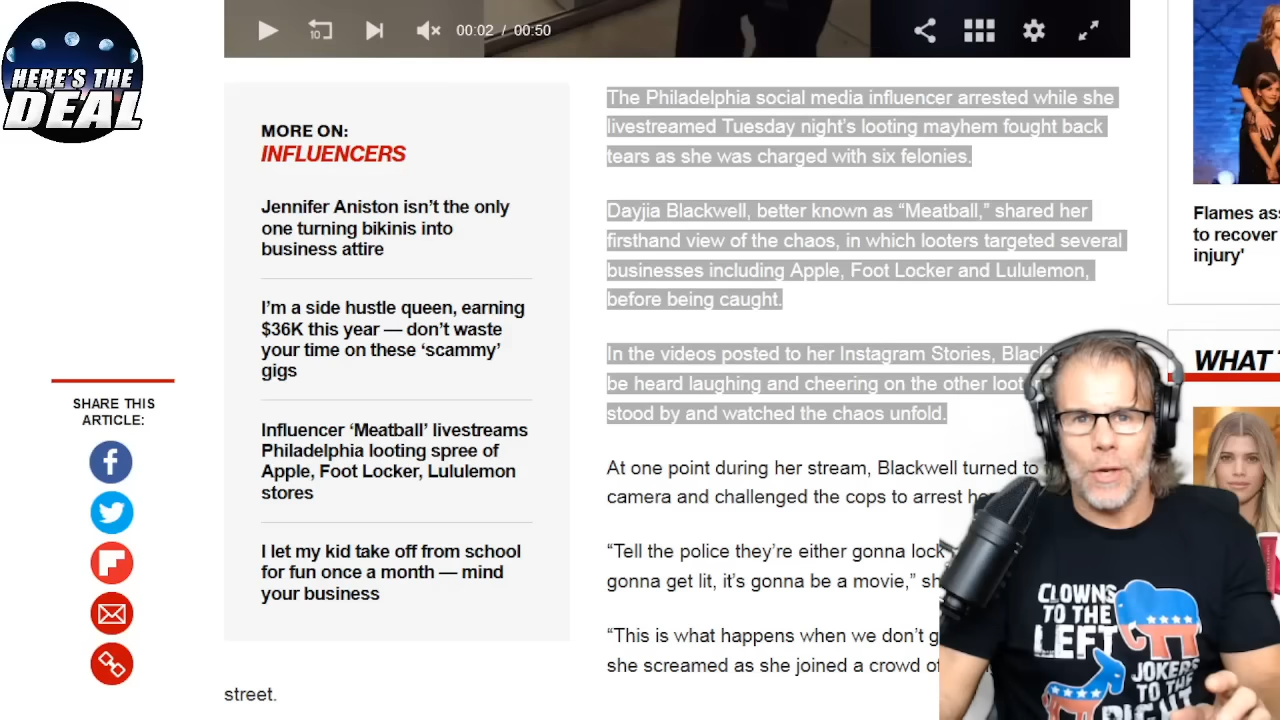 HERE'S THE
DEAL
00:02 / 00:50
10
MORE ON:
INFLUENCERS
Jennifer Aniston isn't the only
one turning bikinis into
business attire
I'm a side hustle queen, earning
$36K this year — don't waste
your time on these 'scammy'
gigs
Influencer 'Meatball' livestreams
Philadelphia looting spree of
Apple, Foot Locker, Lululemon
stores
I let my kid take off from school
for fun once a month — mind
your business
SHARE THIS
ARTICLE:
The Philadelphia social media influencer arrested while she
livestreamed Tuesday night's looting mayhem fought back
tears as she was charged with six felonies.
Dayjia Blackwell, better known as “Meatball,” shared her
firsthand view of the chaos, in which looters targeted several
businesses including Apple, Foot Locker and Lululemon,
before being caught.
In the videos posted to her Instagram Stories,
be heard laughing and cheering on the other
stood by and watched the chaos unfold.
At one point during her stream, Blackwell turned to
camera and challenged the cops to arrest
“Tell the police they're either gonna lock
gonna get lit, it's gonna be a movie,”
“This is what happens when we don't
she screamed as she joined a crowd
street.
Flames
to recover
injury'
WHAT
CLOWNS
TO THE
LEFT
JOKERS
TO THE
RIGHT